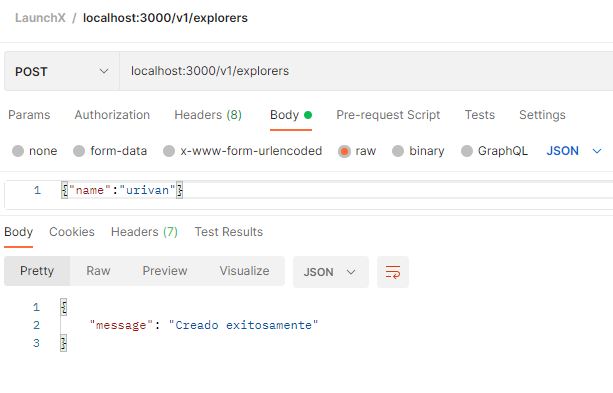 LaunchX / localhost:3000/v1/explorers
POST localhost:3000/v1/explorers
Params Authorization Headers (8) Body Pre-request Script Tests Settings
none form-data x-www-form-urlencoded raw binary GraphQL JSON
1 {"name":"urivan"}
Body Cookies Headers (7) Test Results
Pretty Raw Preview Visualize JSON
1 {
2 "message": "Creado exitosamente"
3 }